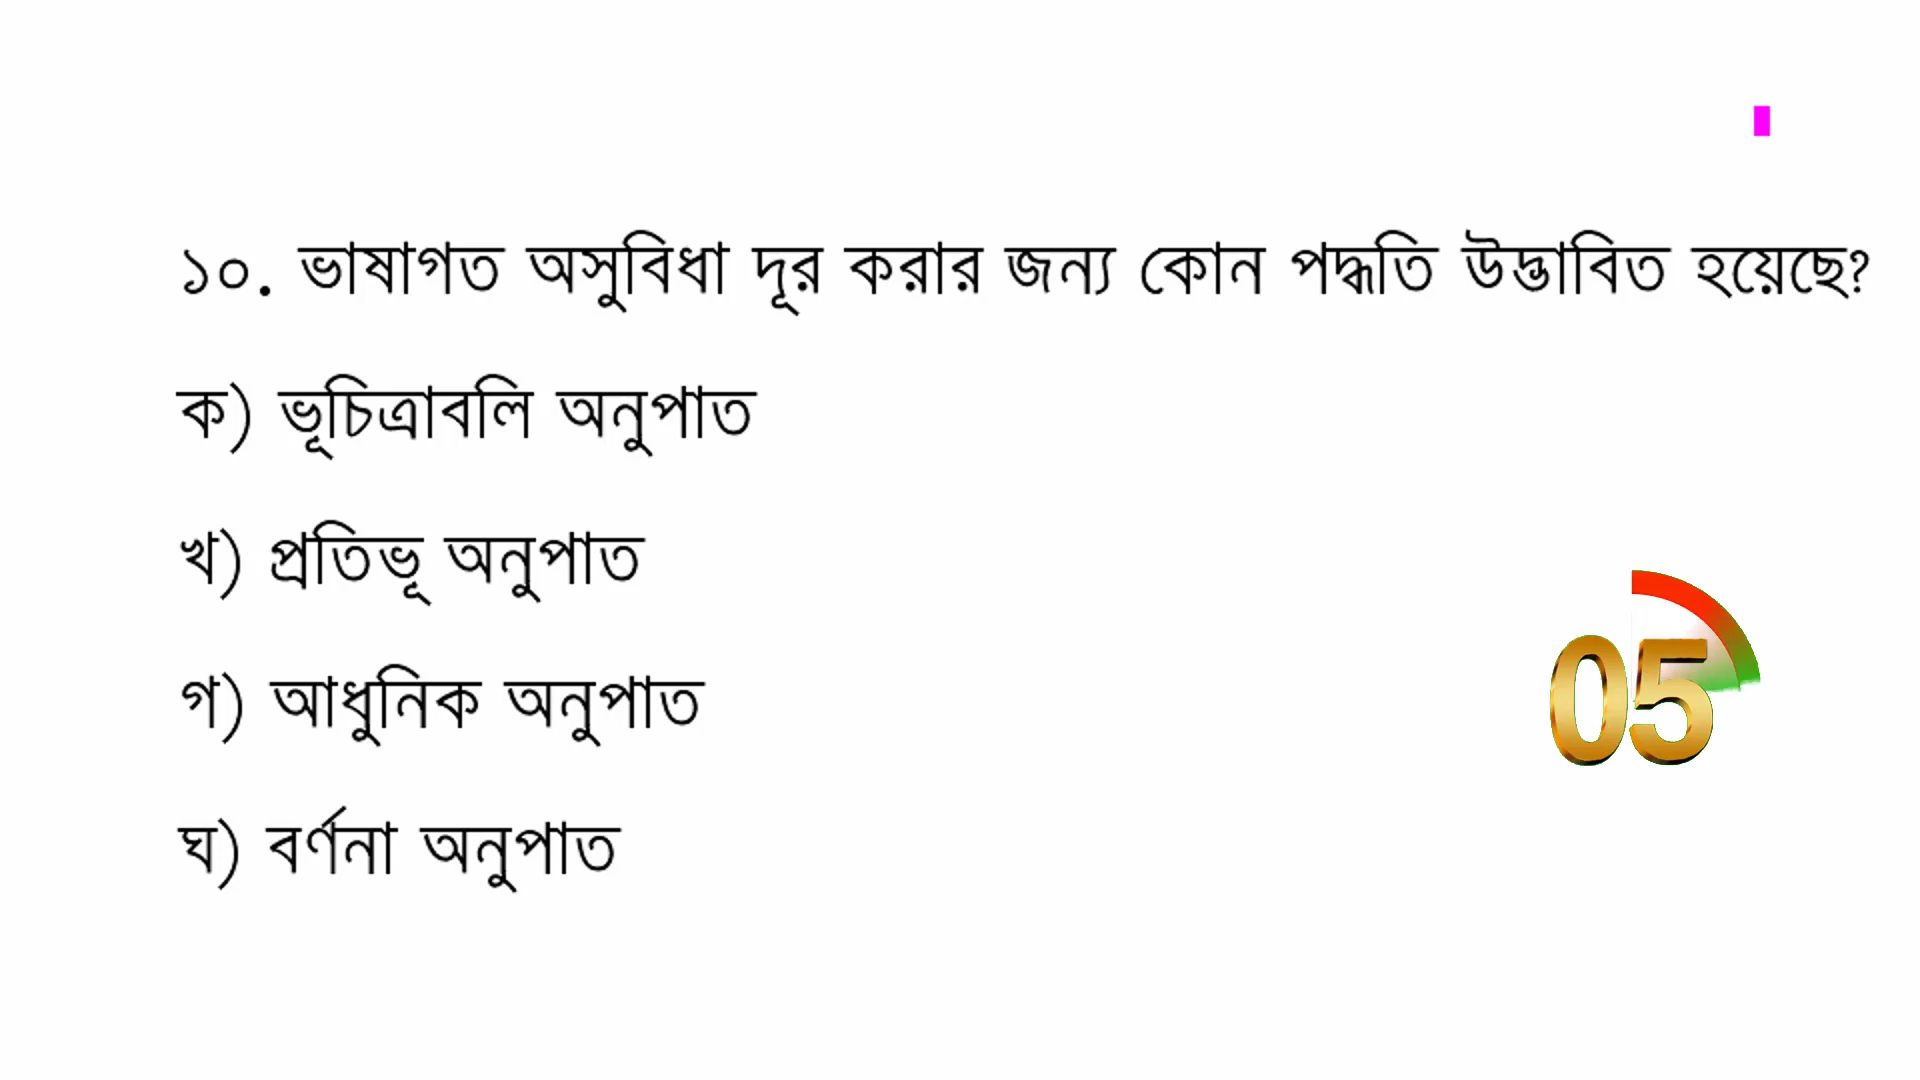 ১০. ভাষাগত অসুবিধা দূর করার জন্য কোন পদ্ধতি উদ্ভাবিত হয়েছে?
ক) ভূচিত্রাবলি অনুপাত
খ) প্রতিভূ অনুপাত
গ) আধুনিক অনুপাত
ঘ) বর্ণনা অনুপাত
05